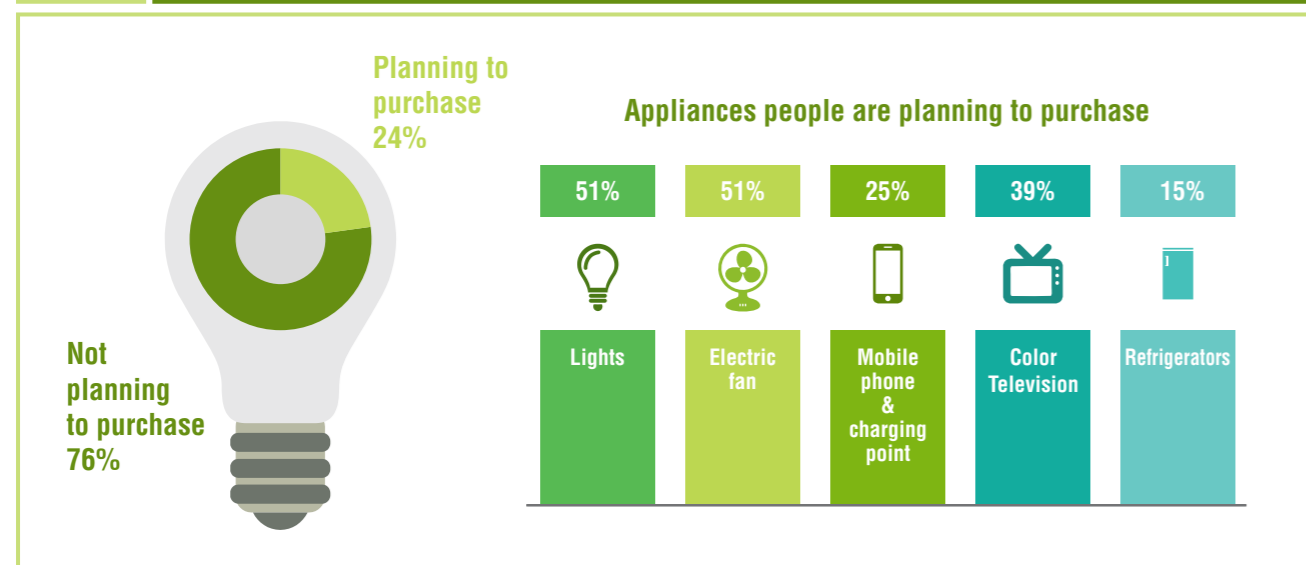 Planning to
purchase
24%
Not
planning
to purchase
76%
Appliances people are planning to purchase
51%
51%
25%
39%
15%
Lights
Electric
fan
Mobile
phone
&
charging
point
Color
Television
Refrigerators